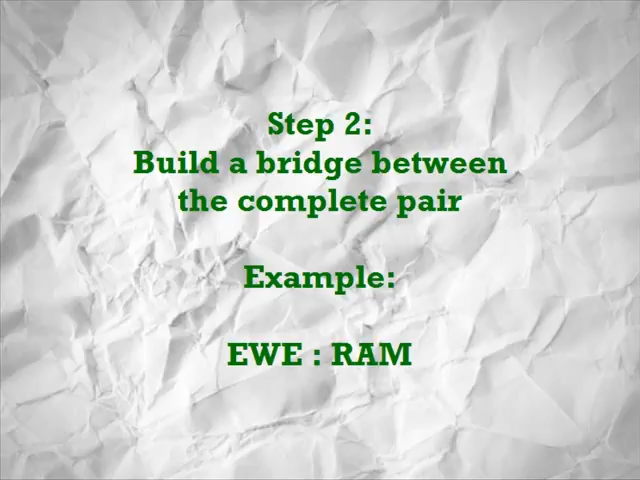 Step 2:
Build a bridge between
the complete pair
Example:
EWE : RAM